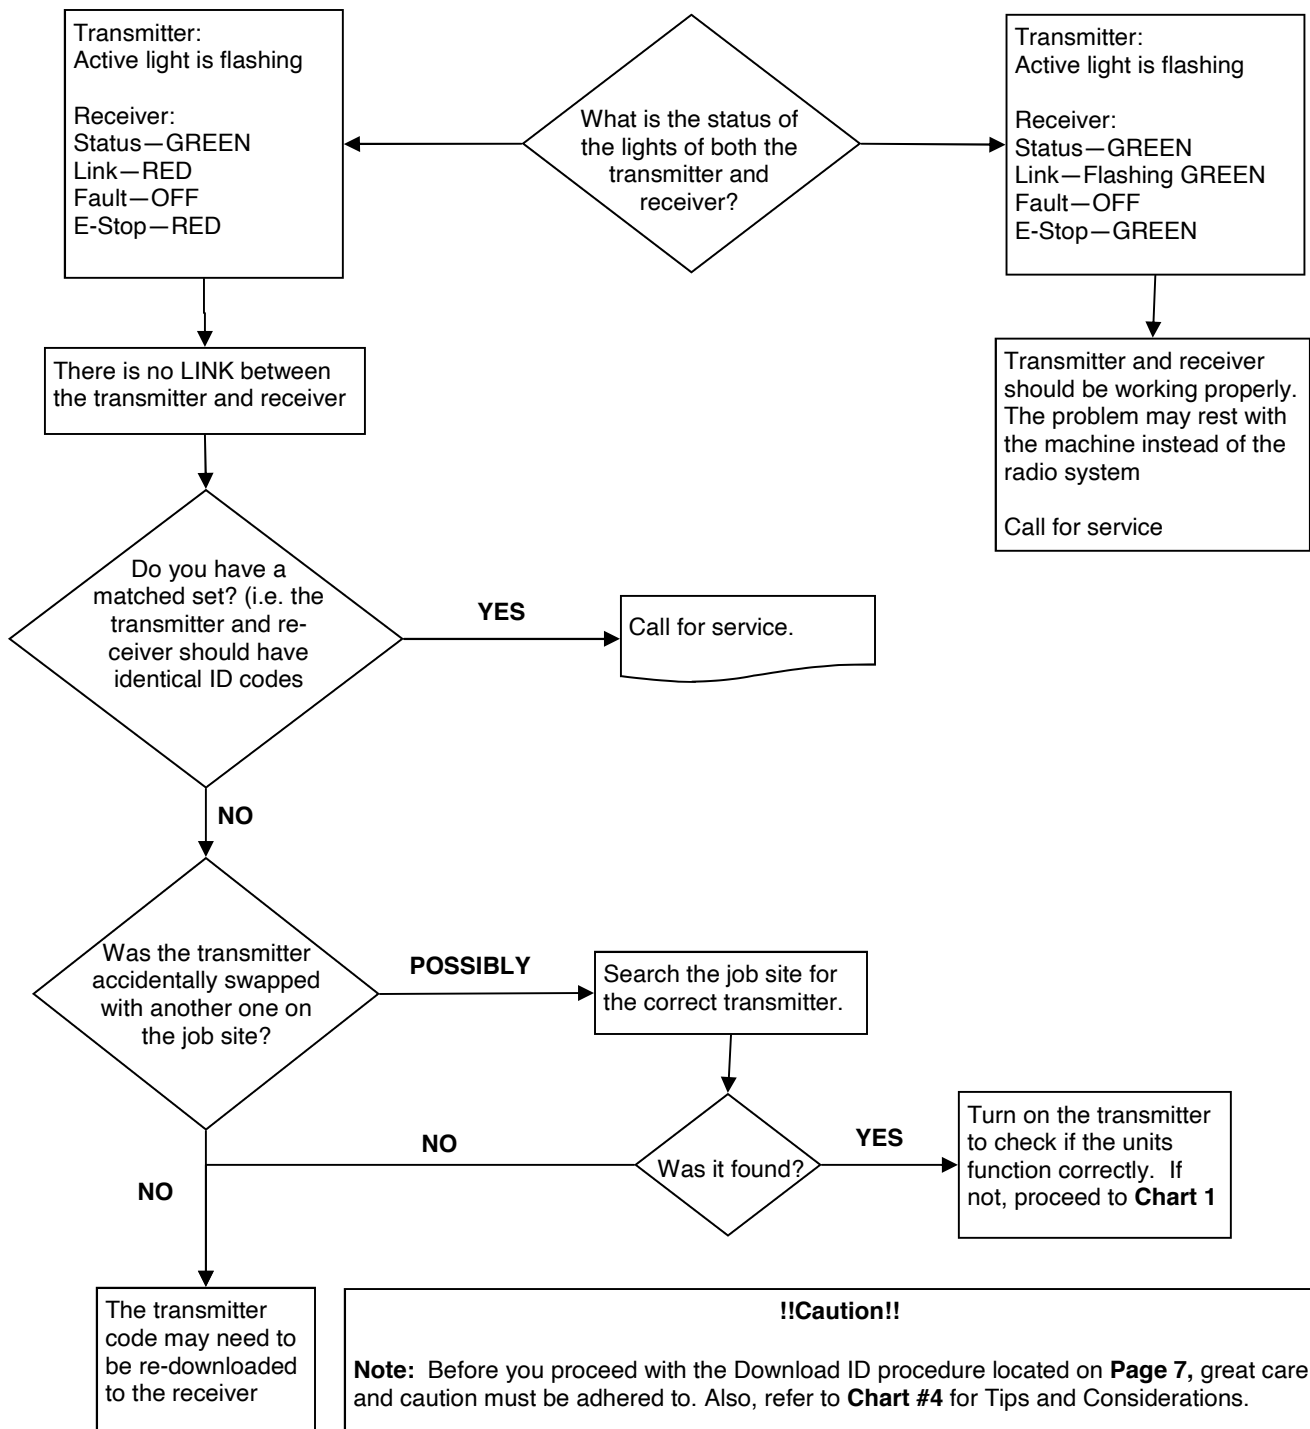 Transmitter:
Active light is flashing
Receiver:
Status—GREEN
Link—RED
Fault—OFF
E-Stop—RED
What is the status of
the lights of both the
transmitter and
receiver?
Transmitter:
Active light is flashing
Receiver:
Status—GREEN
Link—Flashing GREEN
Fault—OFF
E-Stop—GREEN
There is no LINK between
the transmitter and receiver
Transmitter and receiver
should be working properly.
The problem may rest with
the machine instead of the
radio system
Call for service
Do you have a
matched set? (i.e. the
transmitter and re-
ceiver should have
identical ID codes
YES
Call for service.
NO
Was the transmitter
accidentally swapped
with another one on
the job site?
POSSIBLY
Search the job site for
the correct transmitter.
Was it found?
YES
Turn on the transmitter
to check if the units
function correctly.  If
not, proceed to Chart 1
NO
NO
The transmitter
code may need to
be re-downloaded
to the receiver
!!Caution!!
Note:  Before you proceed with the Download ID procedure located on Page 7, great care
and caution must be adhered to. Also, refer to Chart #4 for Tips and Considerations.